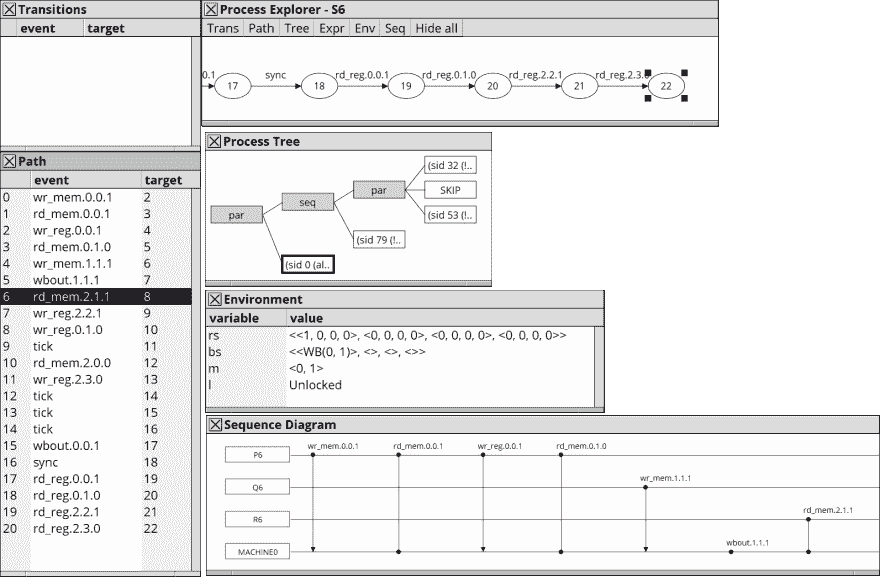 Transitions
event target
Process Explorer - S6
Trans Path Tree Expr Env Seq Hide all
0.1 sync rd_reg.0.0.1 rd_reg.0.1.0 rd_reg.2.2.1 rd_reg.2.3.
17 18 19 20 21 22
Process Tree
par seq par (sid 32 (!..
SKIP
(sid 53 (!..
(sid 79 (!..
(sid 0 (al..
Path
event target
0 wr_mem.0.0.1 2
1 rd_mem.0.0.1 3
2 wr_reg.0.0.1 4
3 rd_mem.0.1.0 5
4 wr_mem.1.1.1 6
5 wbout.1.1.1 7
6 rd_mem.2.1.1 8
7 wr_reg.2.2.1 9
8 wr_reg.0.1.0 10
9 tick 11
10 rd_mem.2.0.0 12
11 wr_reg.2.3.0 13
12 tick 14
13 tick 15
14 tick 16
15 wbout.0.0.1 17
16 sync 18
17 rd_reg.0.0.1 19
18 rd_reg.0.1.0 20
19 rd_reg.2.2.1 21
20 rd_reg.2.3.0 22
Environment
variable value
rs <<1, 0, 0, 0>, <0, 0, 0, 0>, <0, 0, 0, 0>, <0, 0, 0, 0>>
bs <<WB(0, 1)>, <>, <>, <>>
m <0, 1>
l Unlocked
Sequence Diagram
wr_mem.0.0.1 rd_mem.0.0.1 wr_reg.0.0.1 rd_mem.0.1.0
P6
wr_mem.1.1.1
Q6
rd_mem.2.1.1
R6
wbout.1.1.1
MACHINE0